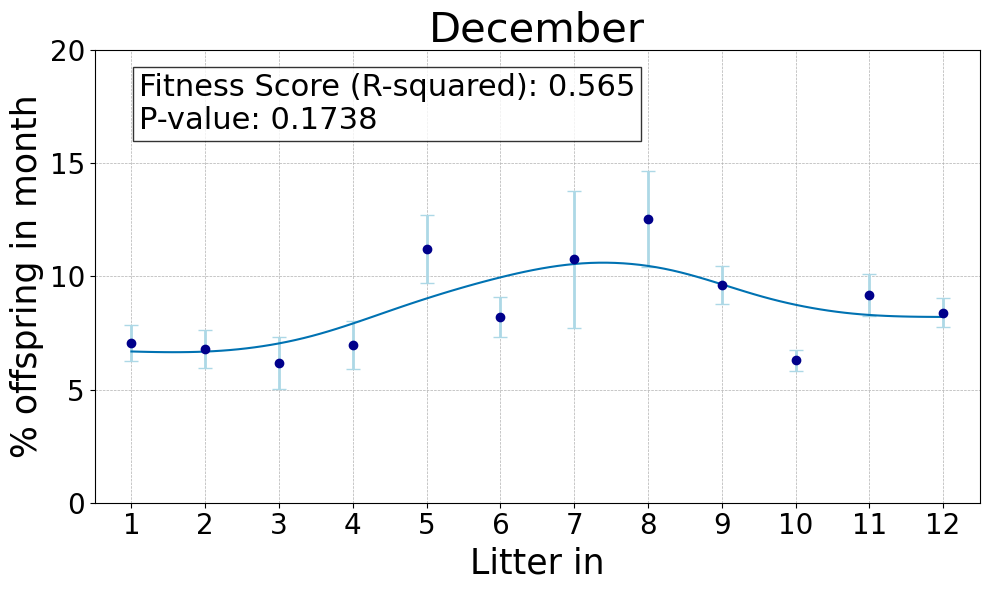 December
Fitness Score (R-squared): 0.565
P-value: 0.1738
% offspring in month
20
15
10
5
0
1 2 3 4 5 6 7 8 9 10 11 12
Litter in